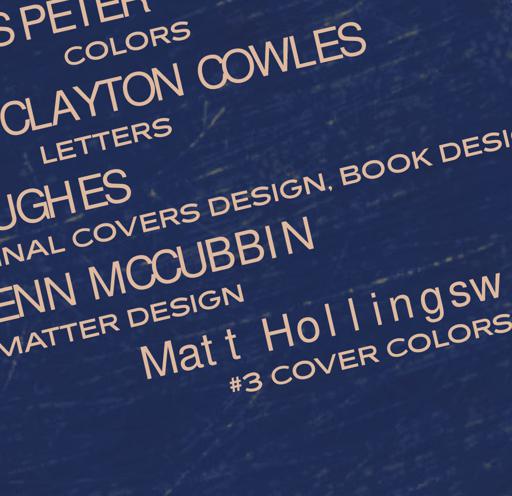 S PETER
COLORS
CLAYTON COWLES
LETTERS
UGHES
INAL COVERS DESIGN, BOOK DESI
ENN MCCUBBIN
MATTER DESIGN
Matt Hollingsw
#3 COVER COLORS